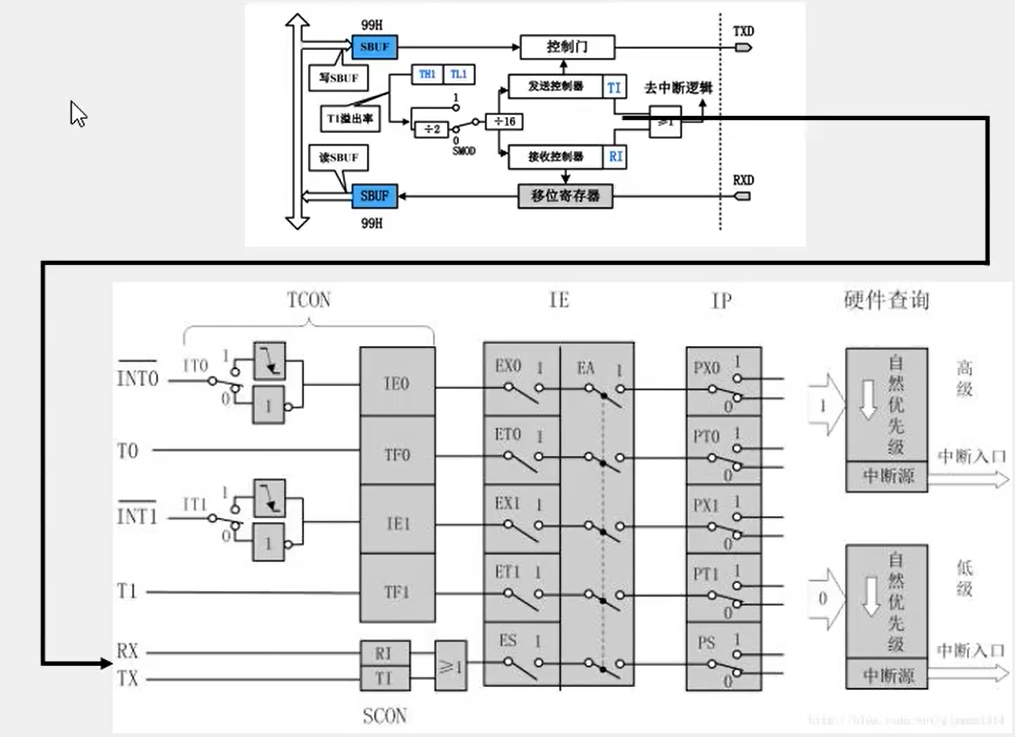 99H
SBUF
控制门
TXD
写SBUF
TH1 TL1
发送控制器 TI
去中断逻辑
T1溢出率
1
÷2
÷16
≥1
0
SMOD
读SBUF
接收控制器 RI
RXD
SBUF
移位寄存器
99H
TCON
IE
IP
硬件查询
INT0
IT0
1
0
1
IE0
EX0 1
EA 1
PX0 1
0
1
自然优先级
高级
T0
TF0
ET0 1
PT0 1
0
中断源
中断入口
INT1
IT1
1
0
1
IE1
EX1 1
PX1 1
0
T1
TF1
ET1 1
PT1 1
0
0
自然优先级
低级
RX
RI
TX
TI
≥1
ES 1
PS 1
0
中断源
中断入口
SCON